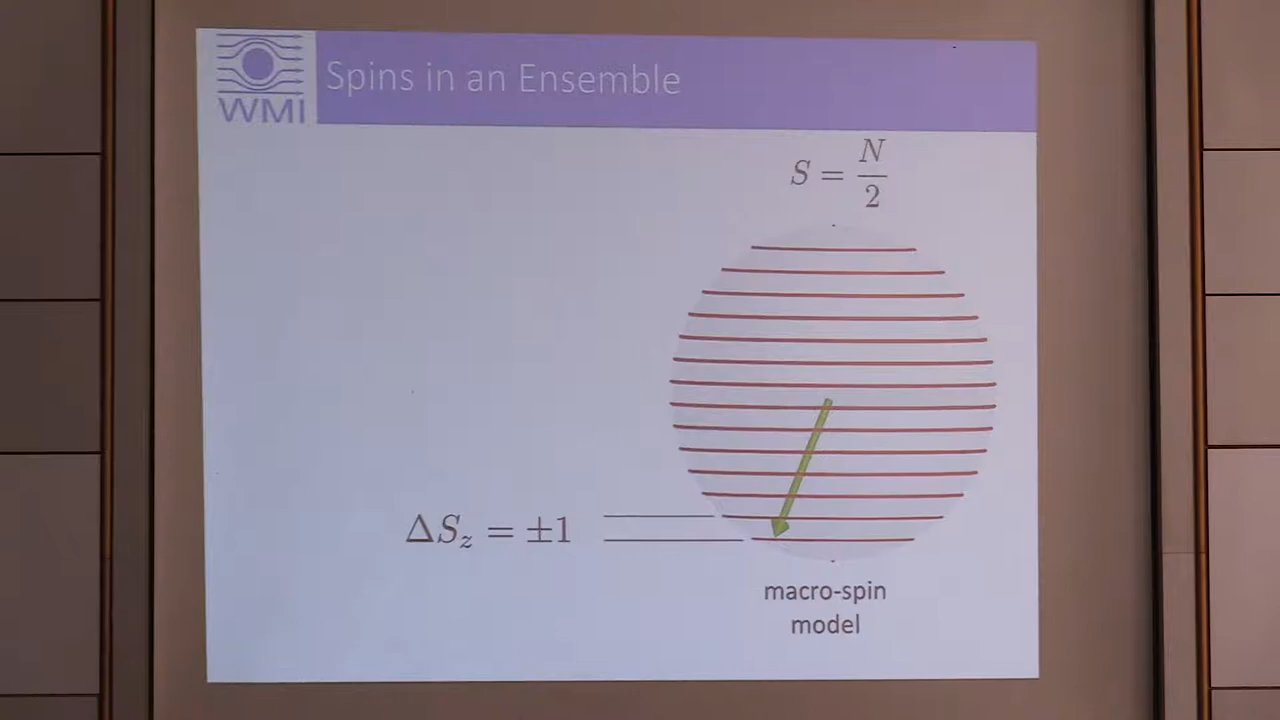 WMI
Spins in an Ensemble
S = N/2
ΔS_z = ±1
macro-spin
model